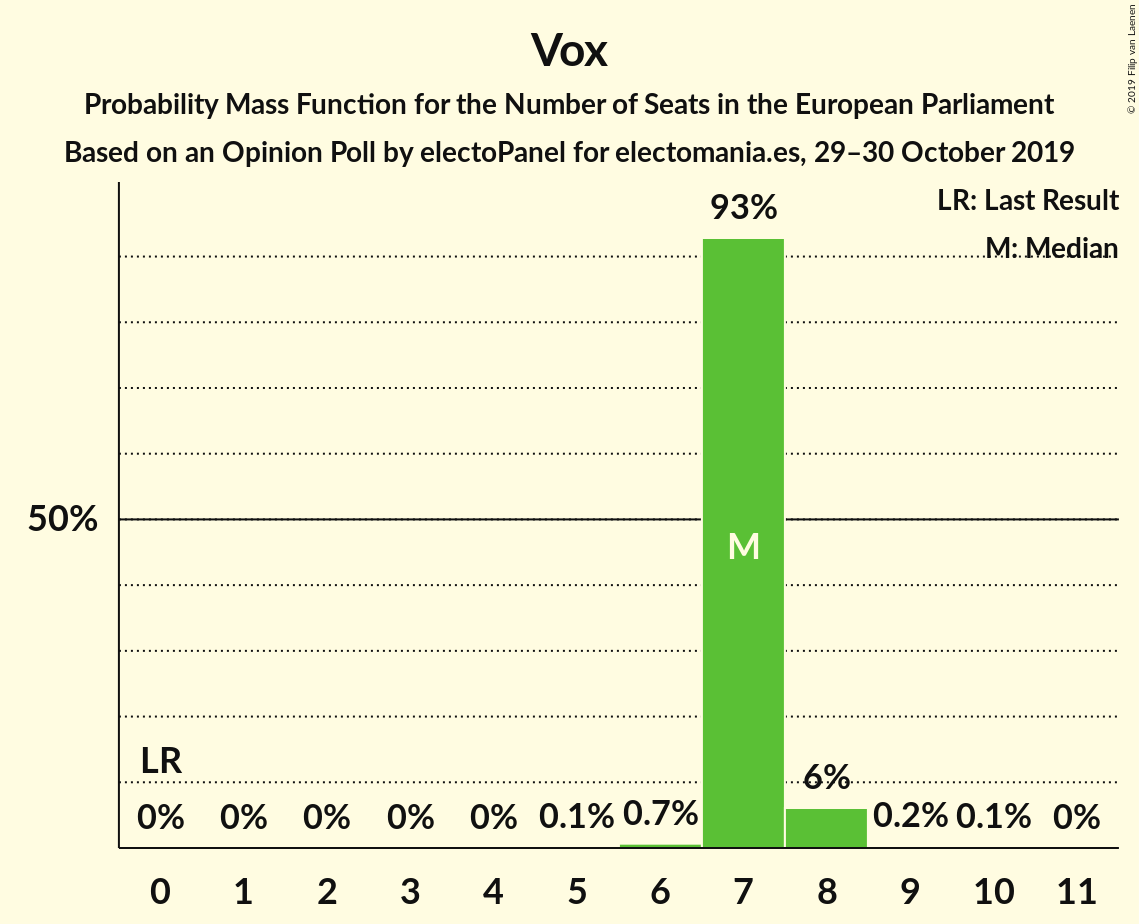 Vox
Probability Mass Function for the Number of Seats in the European Parliament
Based on an Opinion Poll by electoPanel for electomania.es, 29–30 October 2019
© 2019 Filip van Laenen
LR: Last Result
M: Median
93%
50%
M
LR
6%
0% 0% 0% 0% 0% 0.1% 0.7% 0.2% 0.1% 0%
0 1 2 3 4 5 6 7 8 9 10 11